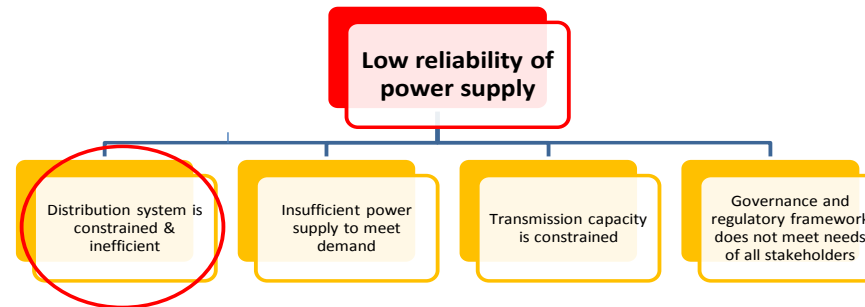 Low reliability of
power supply
Distribution system is
constrained &
inefficient
Insufficient power
supply to meet
demand
Transmission capacity
is constrained
Governance and
regulatory framework
does not meet needs
of all stakeholders